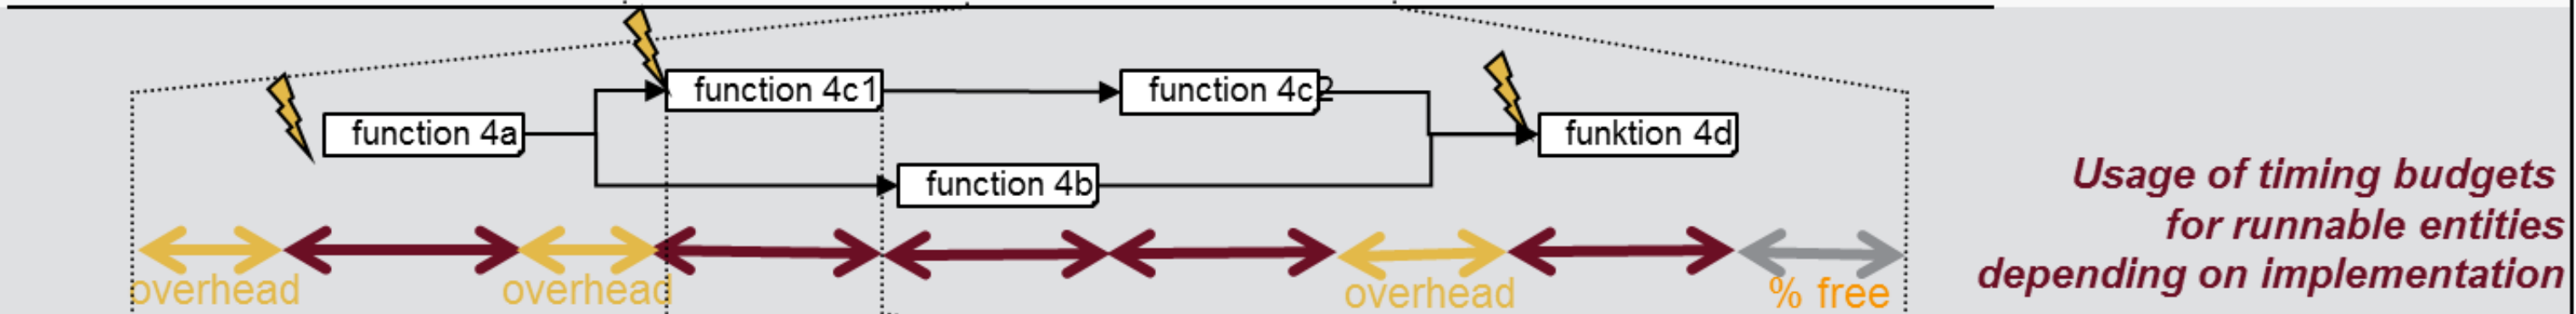 function 4c1
function 4c2
function 4a
funktion 4d
function 4b
Usage of timing budgets
for runnable entities
depending on implementation
overhead
overhead
overhead
% free